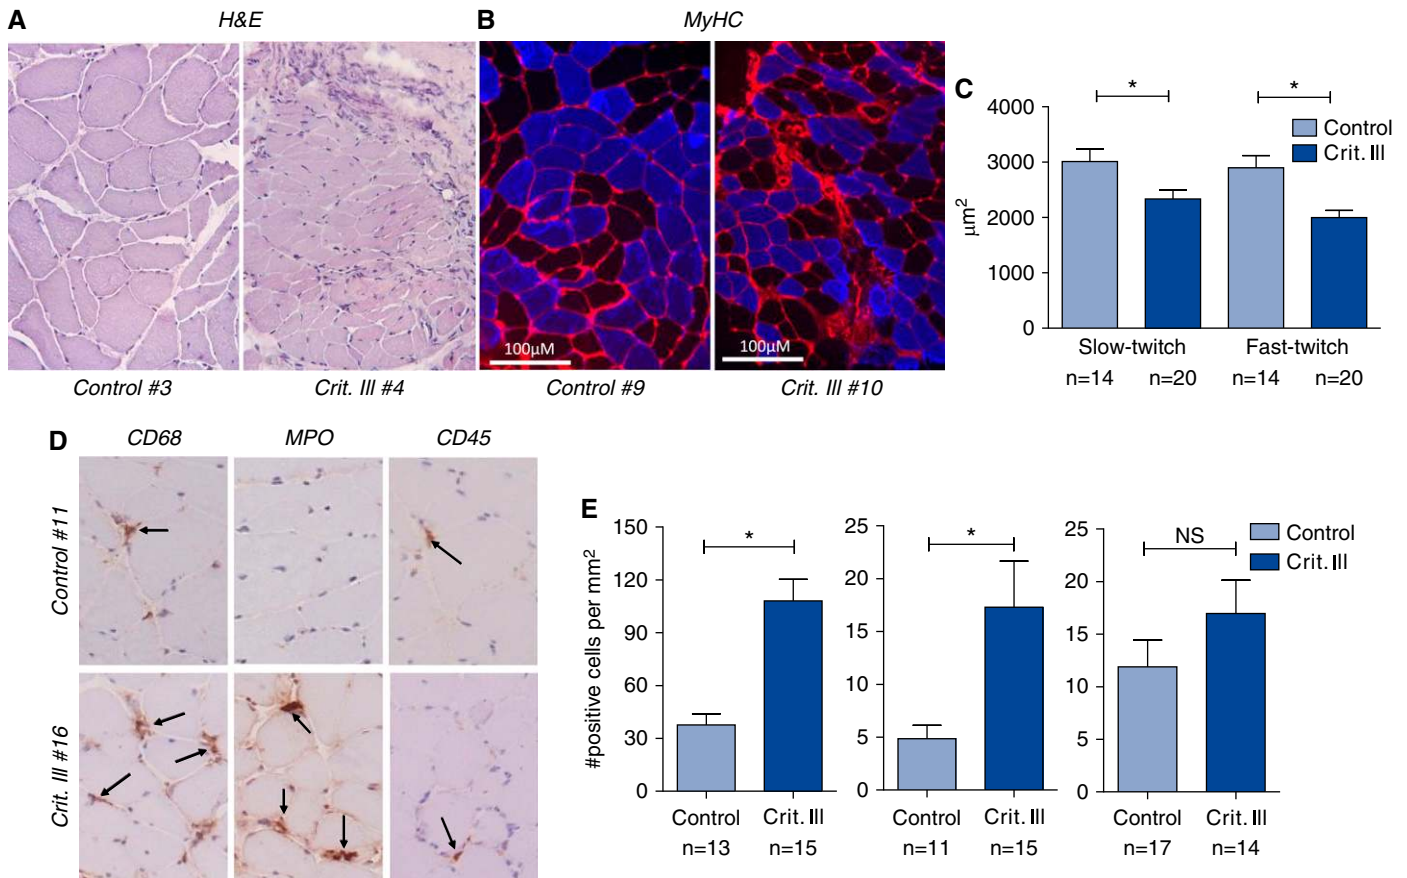 A H&E B MyHC
100µM 100µM
Control #3 Crit. Ill #4 Control #9 Crit. Ill #10
C
4000
3000
2000
1000
0
µm2
* *
Control
Crit. Ill
Slow-twitch Fast-twitch
n=14 n=20 n=14 n=20
D CD68 MPO CD45
Control #11
Crit. Ill #16
E
#positive cells per mm2
150
120
90
60
30
0
*
Control Crit. Ill
n=13 n=15
25
20
15
10
5
0
*
Control Crit. Ill
n=11 n=15
25
20
15
10
5
0
NS
Control
Crit. Ill
Control Crit. Ill
n=17 n=14